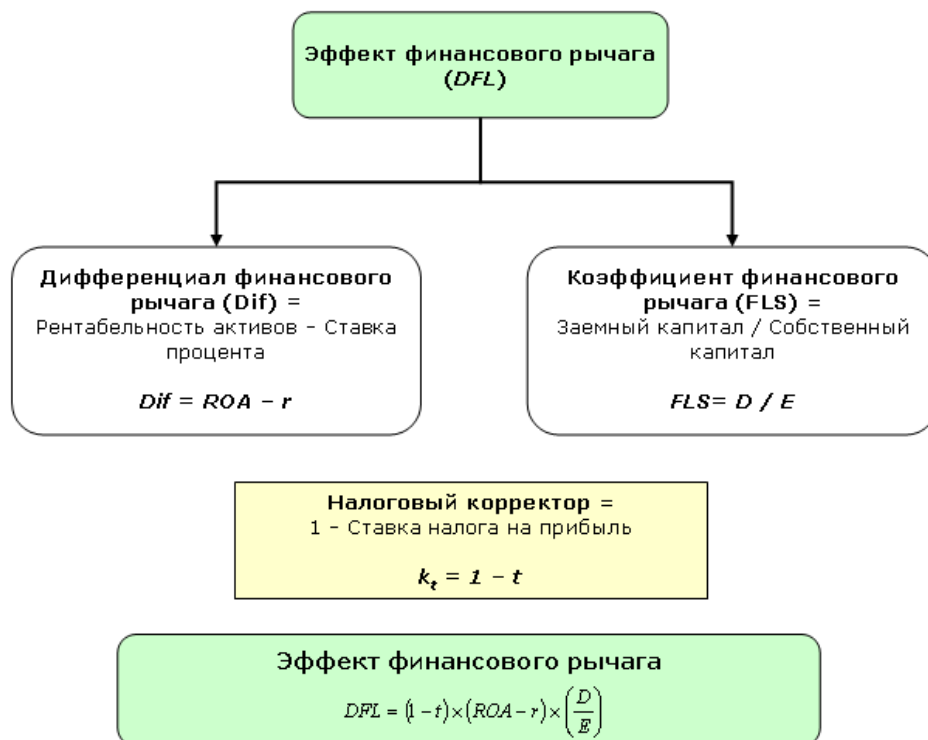 Эффект финансового рычага
(DFL)
Дифференциал финансового
рычага (Dif) =
Рентабельность активов – Ставка
процента
Dif = ROA – r
Коэффициент финансового
рычага (FLS) =
Заемный капитал / Собственный
капитал
FLS= D / E
Налоговый корректор =
1 – Ставка налога на прибыль
kₜ = 1 – t
Эффект финансового рычага
DFL = (1-t)×(ROA-r)×(D/E)